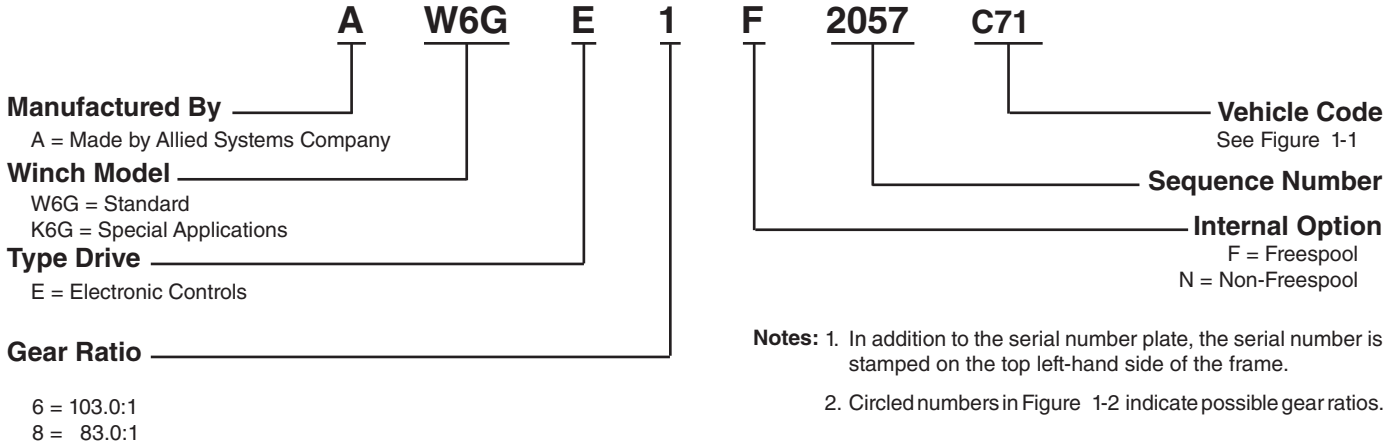 A W6G E 1 F 2057 C71
Manufactured By
A = Made by Allied Systems Company
Winch Model
W6G = Standard
K6G = Special Applications
Type Drive
E = Electronic Controls
Gear Ratio
6 = 103.0:1
8 = 83.0:1
Vehicle Code
See Figure 1-1
Sequence Number
Internal Option
F = Freespool
N = Non-Freespool
Notes: 1. In addition to the serial number plate, the serial number is
stamped on the top left-hand side of the frame.
2. Circled numbers in Figure 1-2 indicate possible gear ratios.